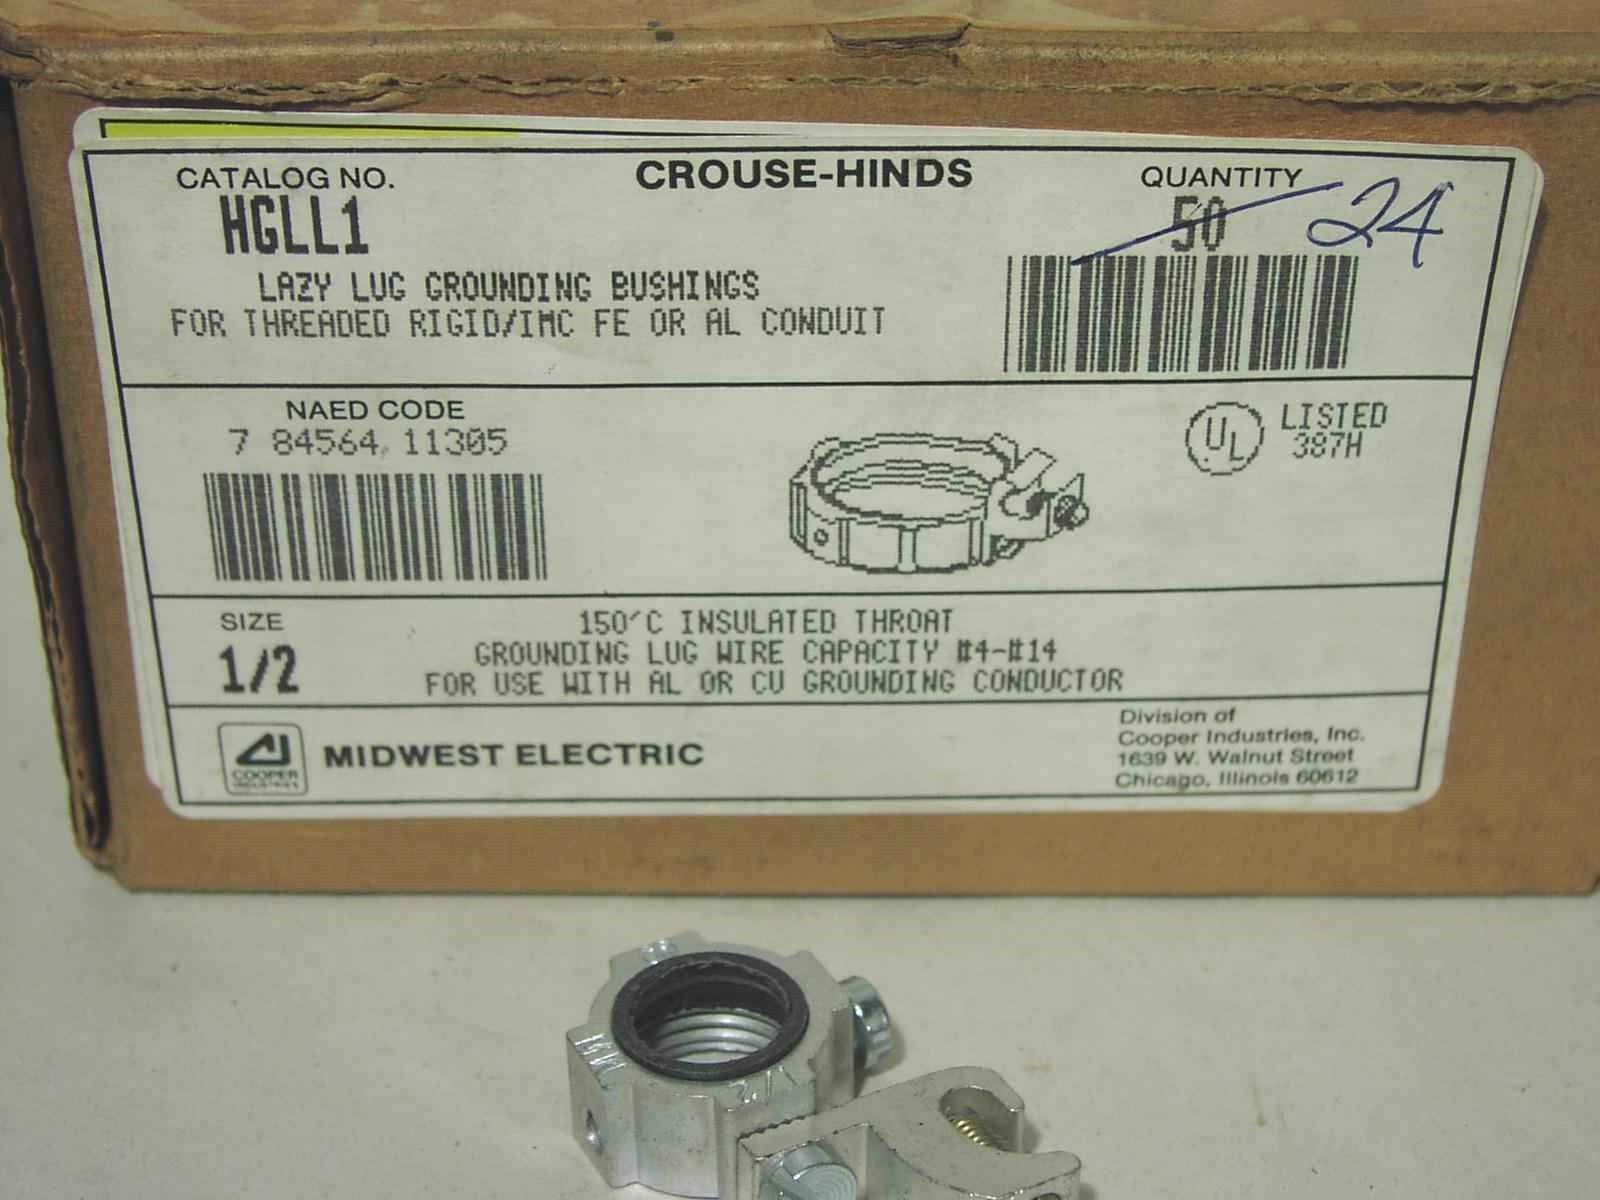 CATALOG NO.
HGLL1
CROUSE-HINDS
QUANTITY
50 24
LAZY LUG GROUNDING BUSHINGS
FOR THREADED RIGID/IMC FE OR AL CONDUIT
NAED CODE
7 84564 11305
UL
LISTED
387H
SIZE
1/2
150'C INSULATED THROAT
GROUNDING LUG WIRE CAPACITY #4-#14
FOR USE WITH AL OR CU GROUNDING CONDUCTOR
COOPER
INDUSTRIES
MIDWEST ELECTRIC
Division of
Cooper Industries, Inc.
1639 W. Walnut Street
Chicago, Illinois 60612